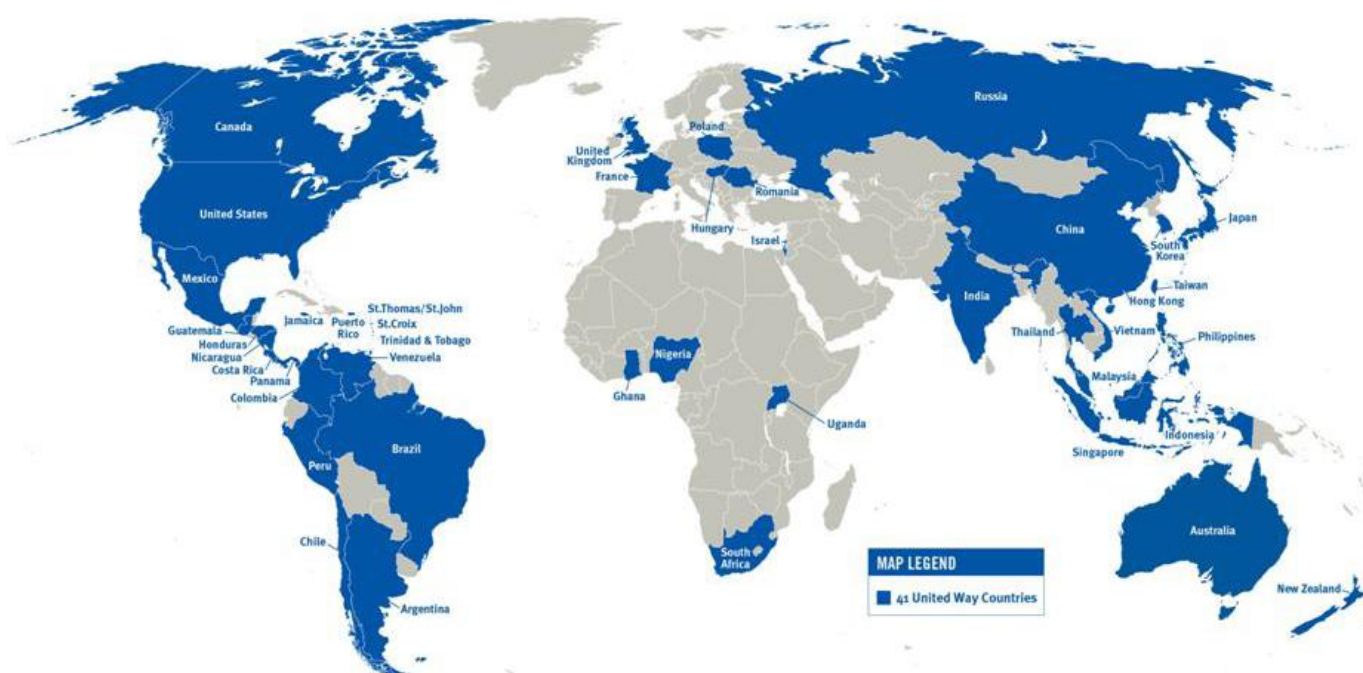 Canada
United States
Mexico
Guatemala
Honduras
Nicaragua
Costa Rica
Panama
Colombia
Jamaica
Puerto
Rico
St.Thomas/St.John
St.Croix
Trinidad & Tobago
Venezuela
Brazil
Peru
Chile
Argentina
United
Kingdom
France
Poland
Romania
Hungary
Israel
Ghana
Nigeria
Uganda
South
Africa
Russia
China
India
Japan
South
Korea
Taiwan
Hong Kong
Thailand
Vietnam
Philippines
Malaysia
Indonesia
Singapore
Australia
New Zealand
MAP LEGEND
41 United Way Countries